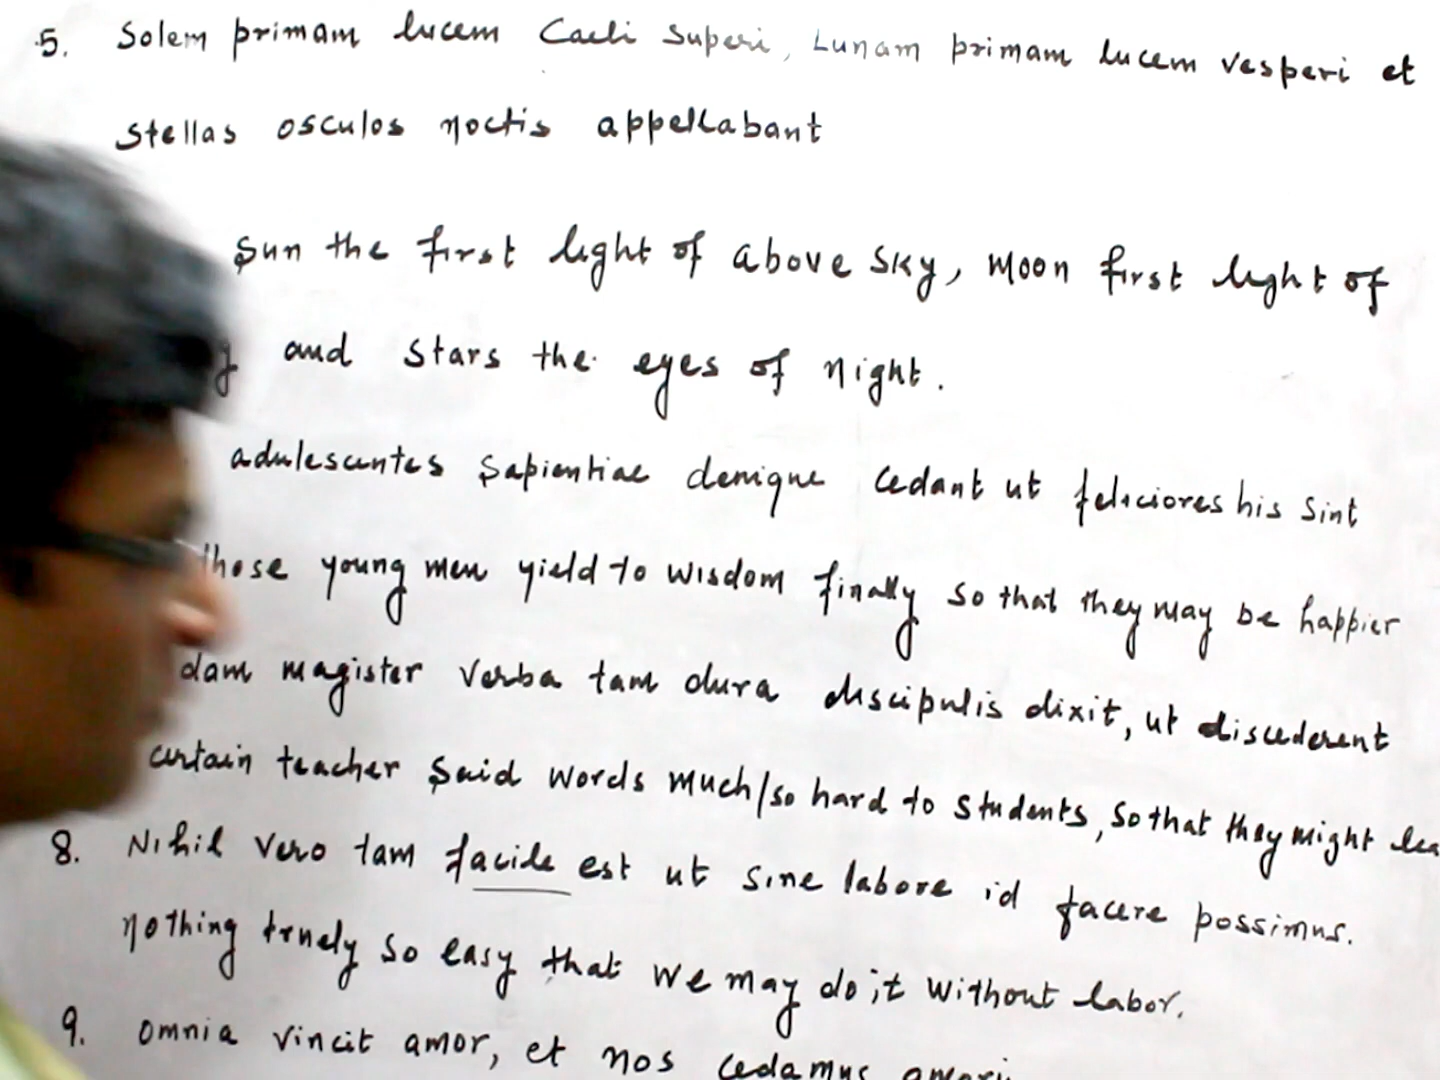 5. Solem primam lucem Caeli Superi, Lunam primam lucem vesperi et
stellas osculos noctis appellabant
Sun the first light of above sky, Moon first light of
and stars the eyes of night.
adulescentes Sapientiae denique Cedant ut feliciores his Sint
those young men yield to wisdom finally so that they may be happier
dam magister Verba tam dura discipulis dixit, ut discederent
certain teacher Said words much/so hard to students, So that they might lea
8. Nihil Vero tam facile est ut sine labore id facere possimus.
nothing truely so easy that we may do it without labor.
9. Omnia vincit amor, et nos cedamus amori